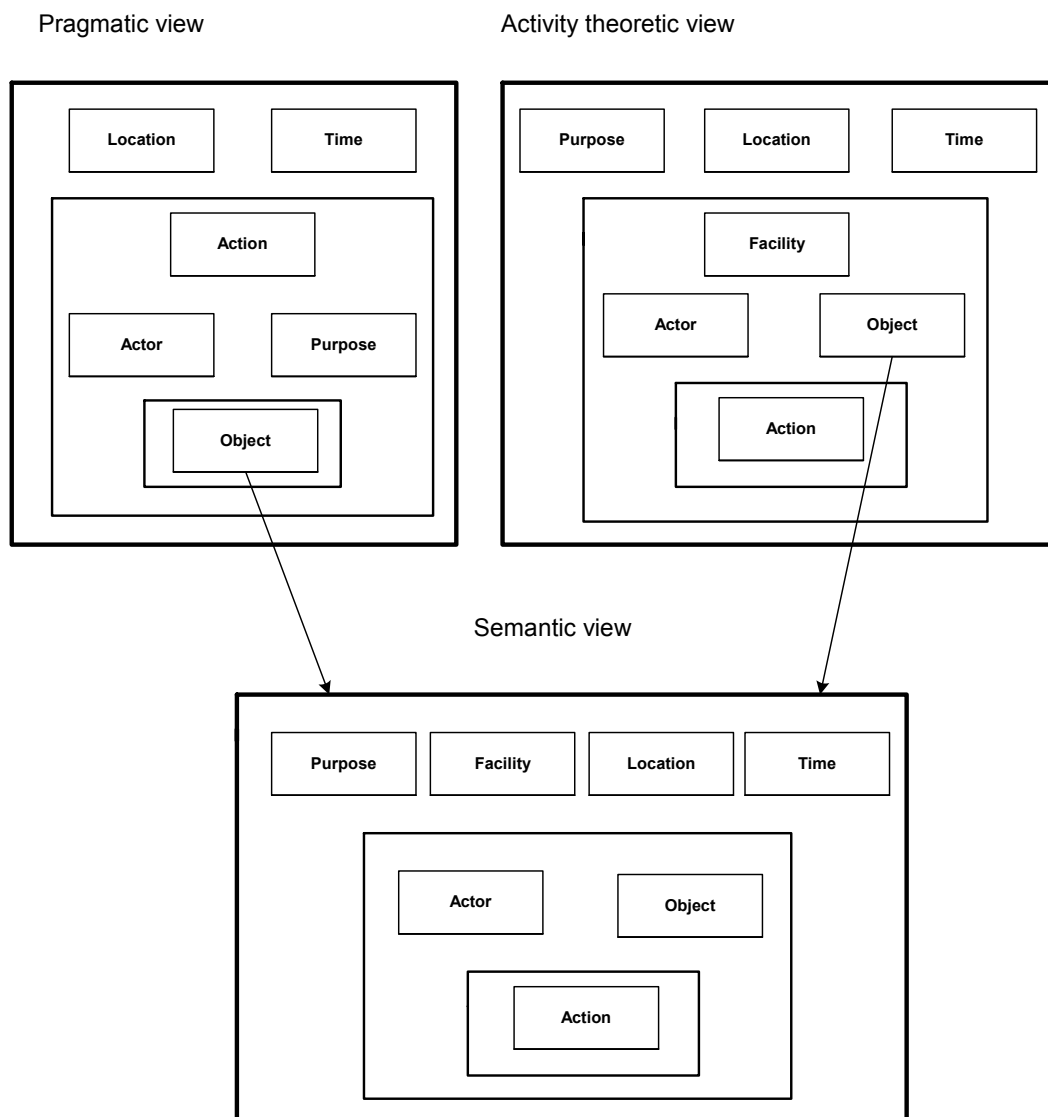 Pragmatic view
Activity theoretic view
Location
Time
Action
Actor
Purpose
Object
Purpose
Location
Time
Facility
Actor
Object
Action
Semantic view
Purpose
Facility
Location
Time
Actor
Object
Action